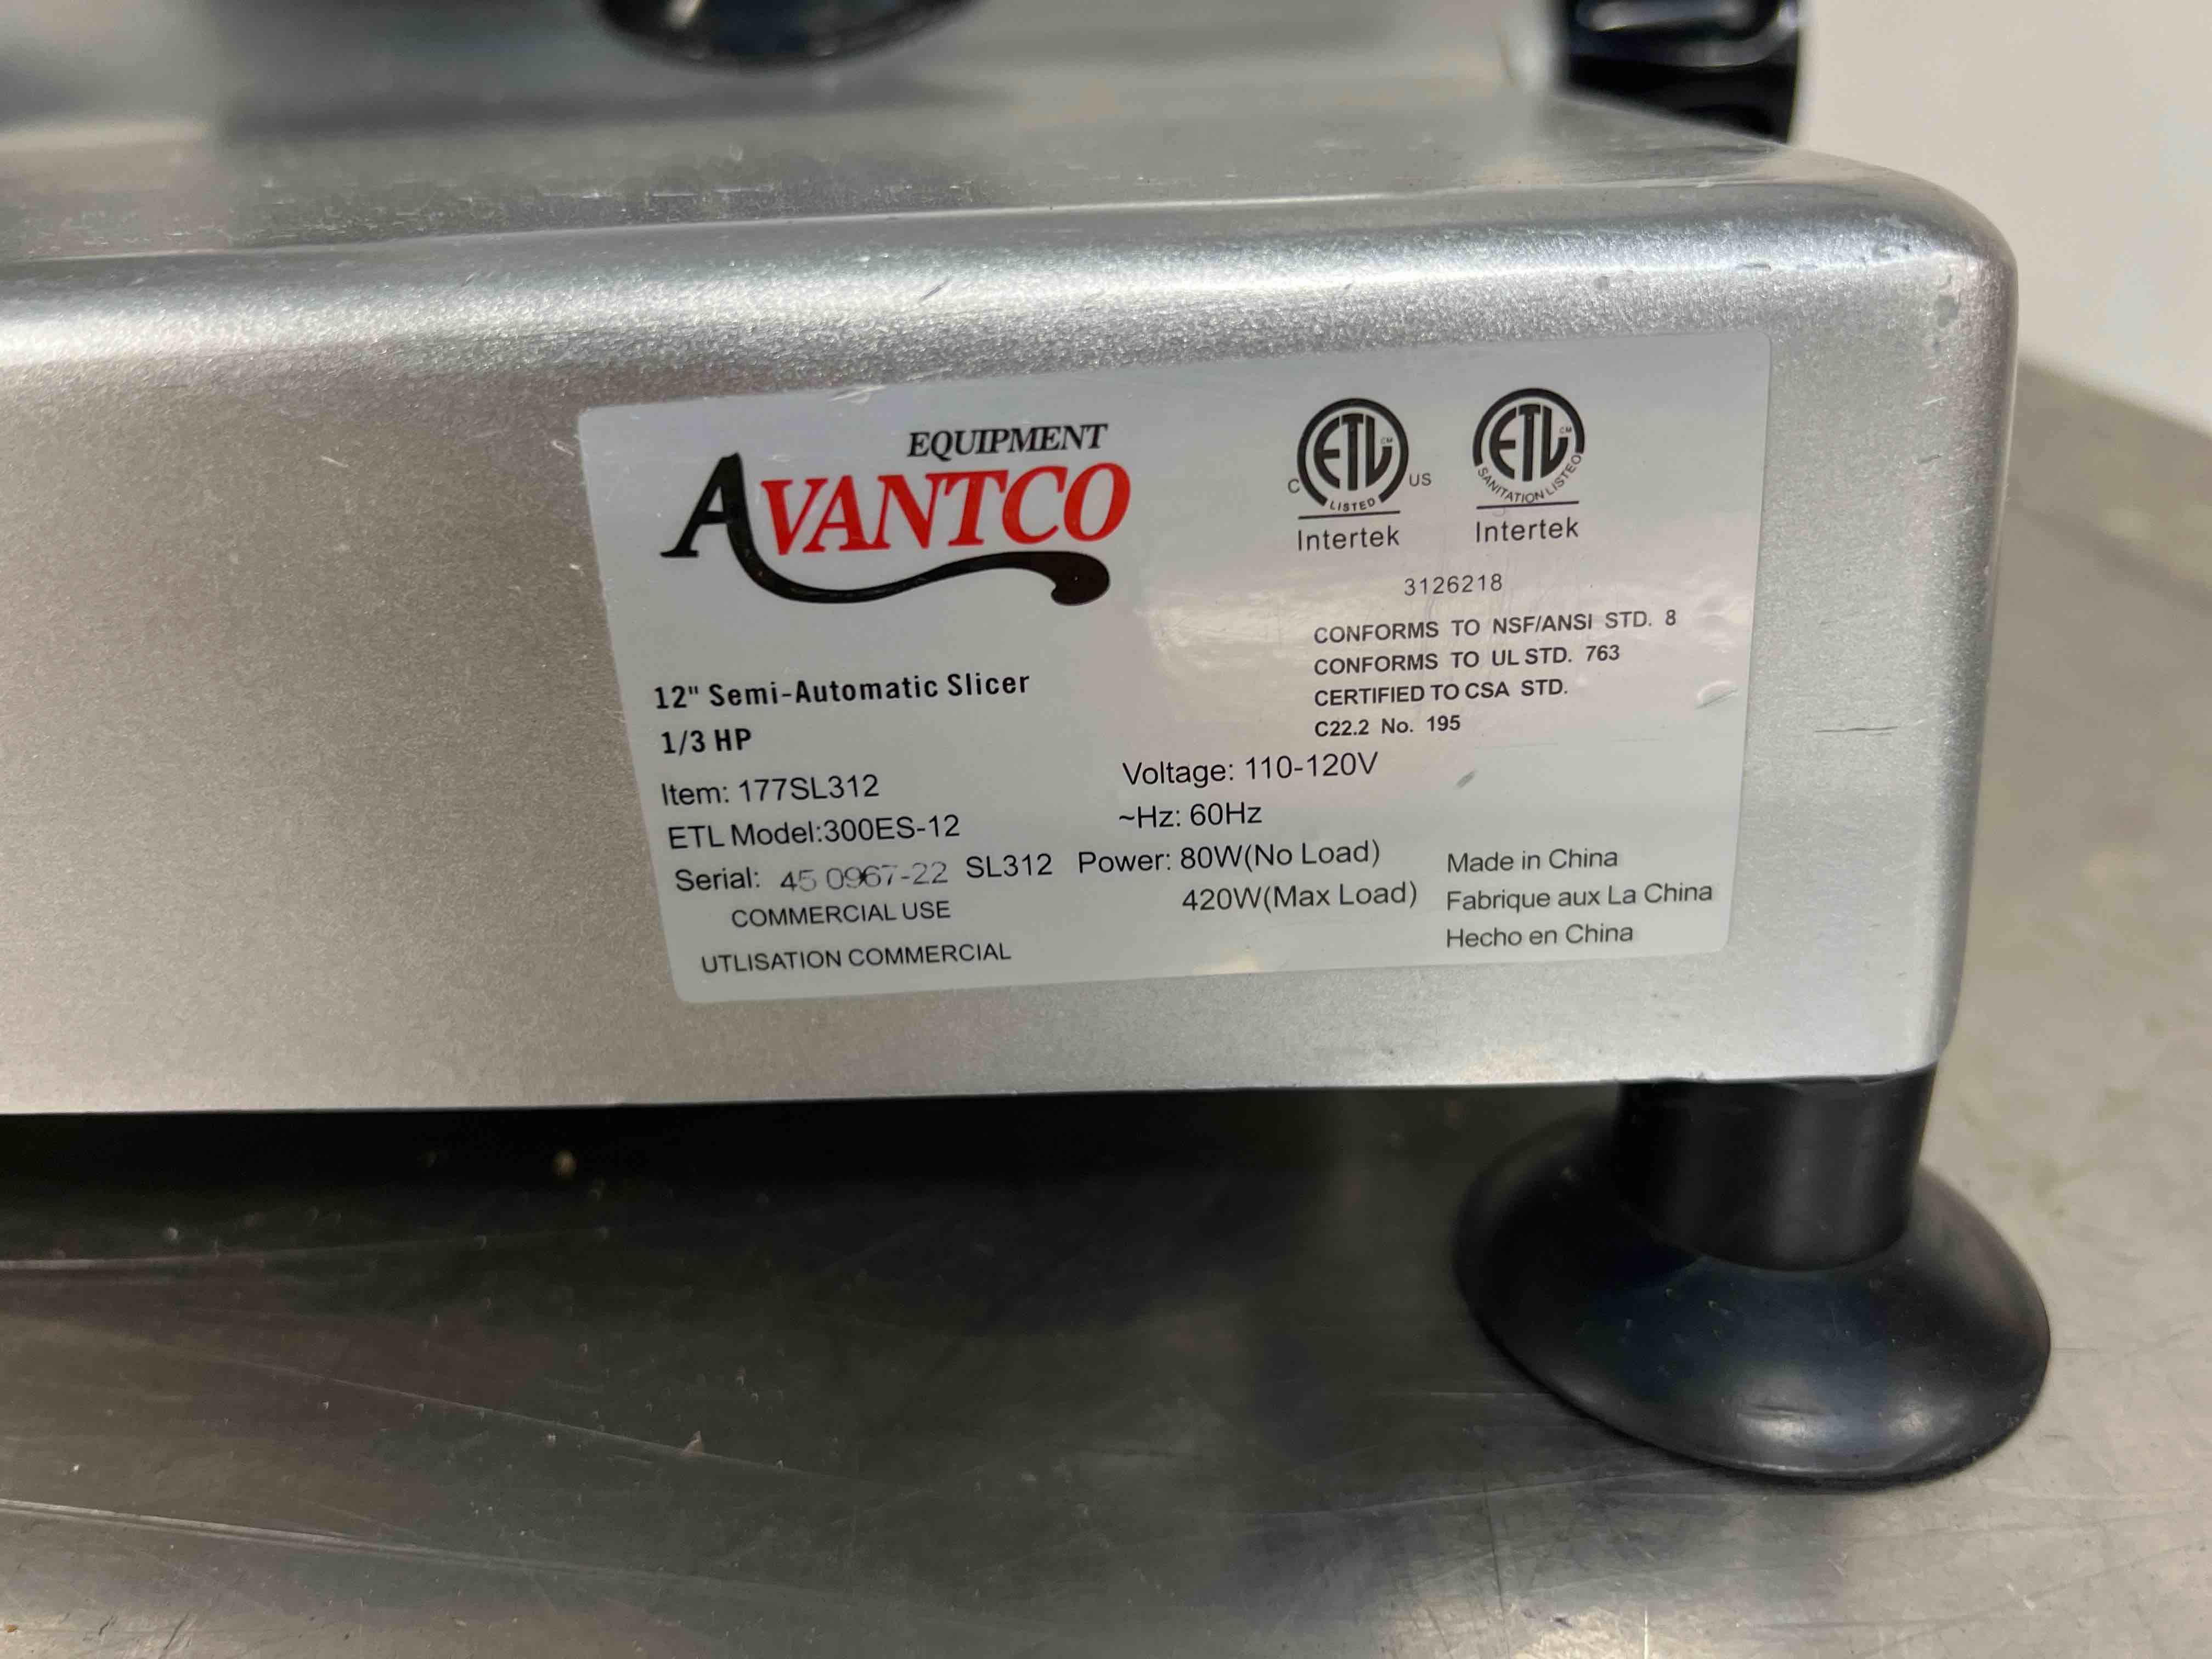 EQUIPMENT
AVANTCO
C ETL CM US
LISTED
Intertek
ETL CM
SANITATION LISTED
Intertek
3126218
CONFORMS TO NSF/ANSI STD. 8
CONFORMS TO UL STD. 763
CERTIFIED TO CSA STD.
C22.2 No. 195
12" Semi-Automatic Slicer
1/3 HP
Item: 177SL312
ETL Model:300ES-12
Serial: 45 0967-22 SL312
COMMERCIAL USE
UTLISATION COMMERCIAL
Voltage: 110-120V
~Hz: 60Hz
Power: 80W(No Load)
420W(Max Load)
Made in China
Fabrique aux La China
Hecho en China